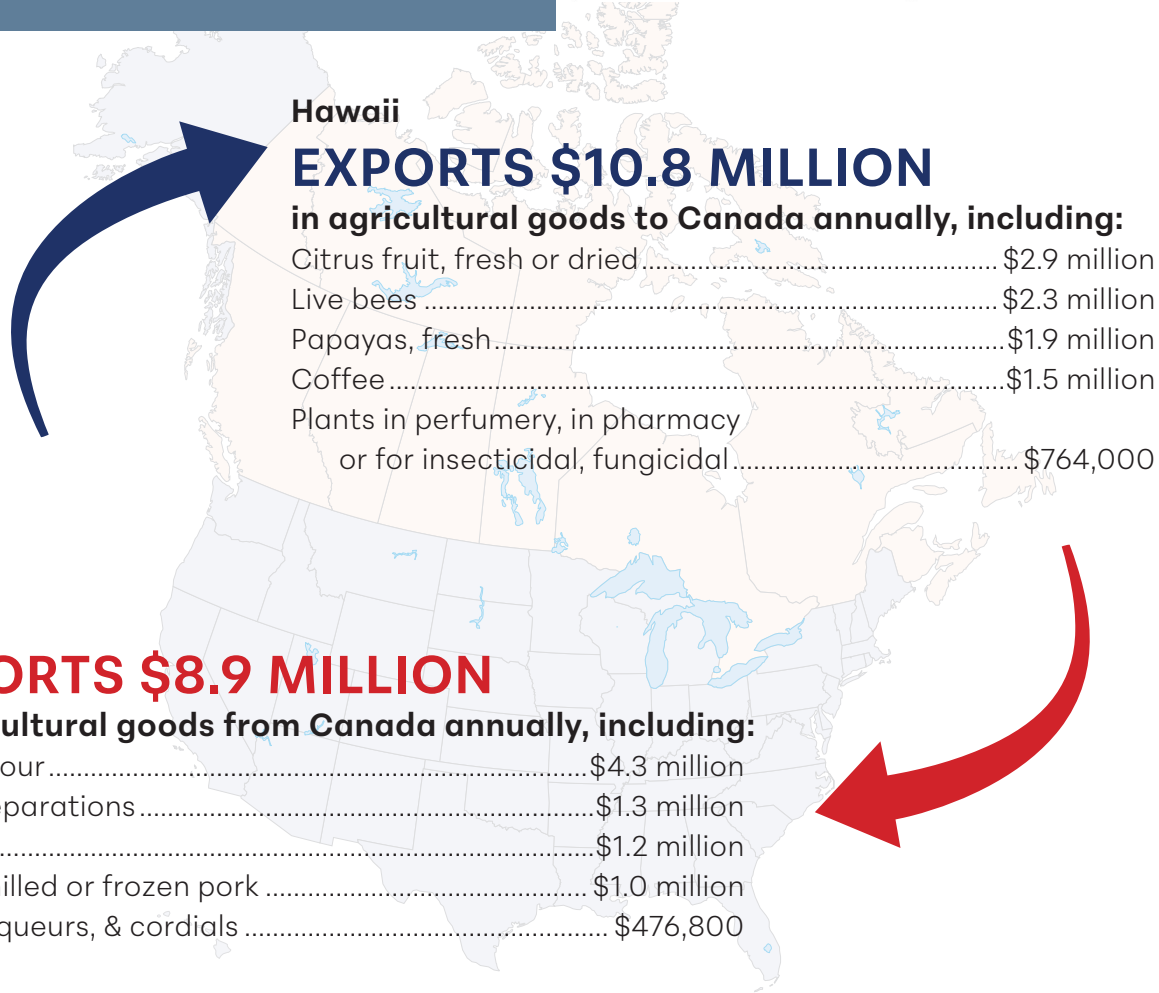 Hawaii
EXPORTS $10.8 MILLION
in agricultural goods to Canada annually, including:
Citrus fruit, fresh or dried.......... $2.9 million
Live bees .......... $2.3 million
Papayas, fresh..........$1.9 million
Coffee..........$1.5 million
Plants in perfumery, in pharmacy
or for insecticidal, fungicidal.......... $764,000
ORTS $8.9 MILLION
ultural goods from Canada annually, including:
our..........$4.3 million
eparations..........$1.3 million
..........$1.2 million
illed or frozen pork .......... $1.0 million
queurs, & cordials .......... $476,800